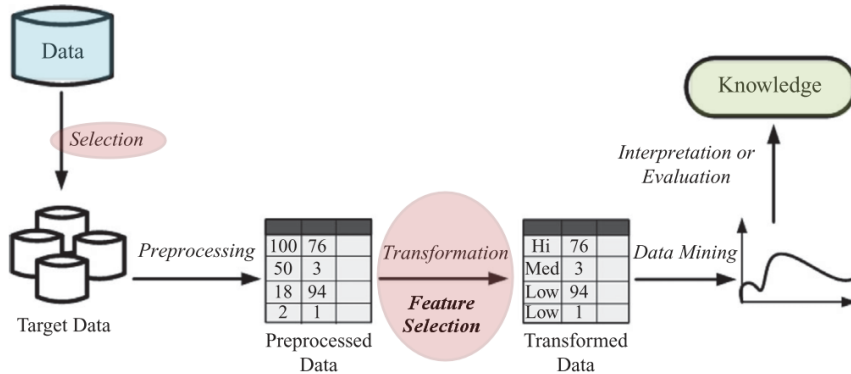 Data
Knowledge
Selection
Interpretation or
Evaluation
Preprocessing
100 76
50 3
18 94
2 1
Transformation
Feature
Selection
Hi 76
Med 3
Low 94
Low 1
Data Mining
Target Data
Preprocessed
Data
Transformed
Data